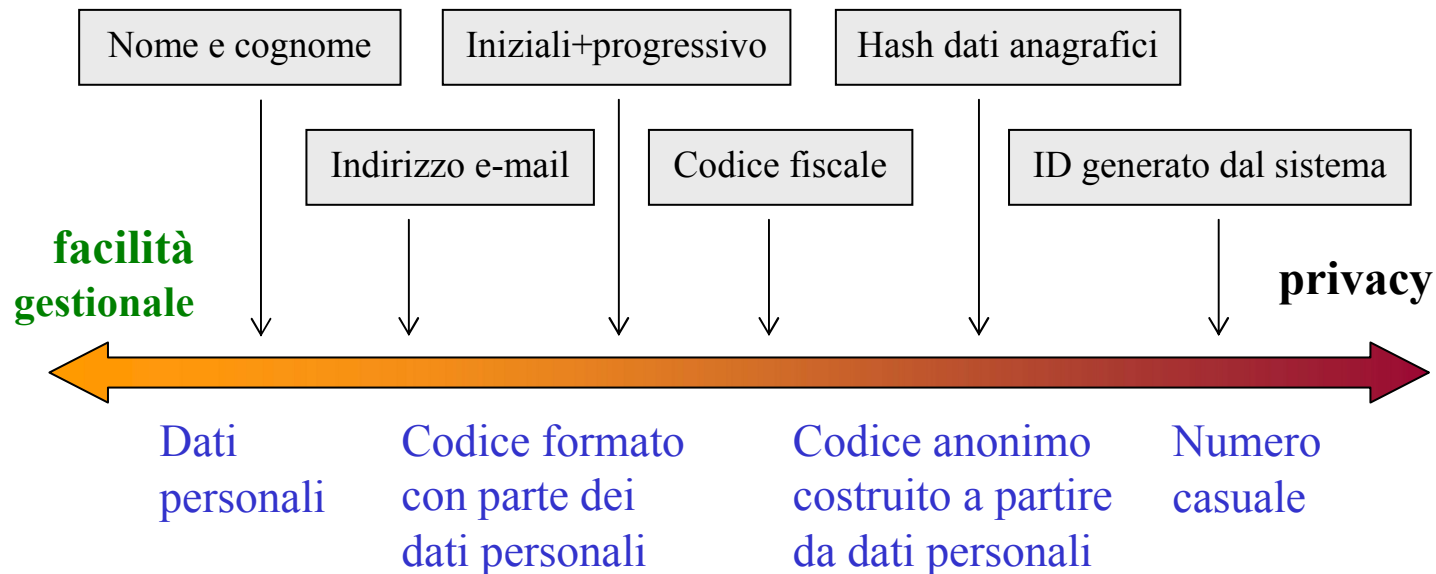 Nome e cognome
Iniziali+progressivo
Hash dati anagrafici
Indirizzo e-mail
Codice fiscale
ID generato dal sistema
facilità
gestionale
privacy
Dati
personali
Codice formato
con parte dei
dati personali
Codice anonimo
costruito a partire
da dati personali
Numero
casuale